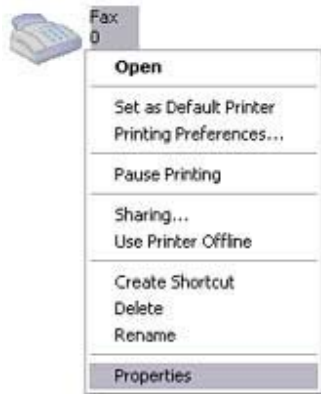 Fax
0
Open
Set as Default Printer
Printing Preferences...
Pause Printing
Sharing...
Use Printer Offline
Create Shortcut
Delete
Rename
Properties